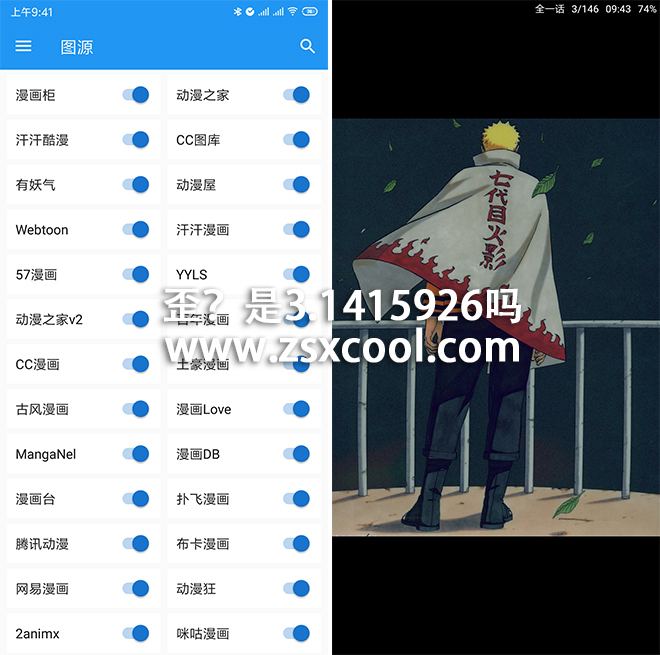 上午9:41
图源
漫画柜 动漫之家
汗汗酷漫 CC图库
有妖气 动漫屋
Webtoon 汗汗漫画
57漫画 YYLS
动漫之家v2 百年漫画
CC漫画 土豪漫画
古风漫画 漫画Love
MangaNel 漫画DB
漫画台 扑飞漫画
腾讯动漫 布卡漫画
网易漫画 动漫狂
2animx 咪咕漫画
全一话 3/146 09:43 74%
七代目火影
歪？是3.1415926吗
www.zsxcool.com